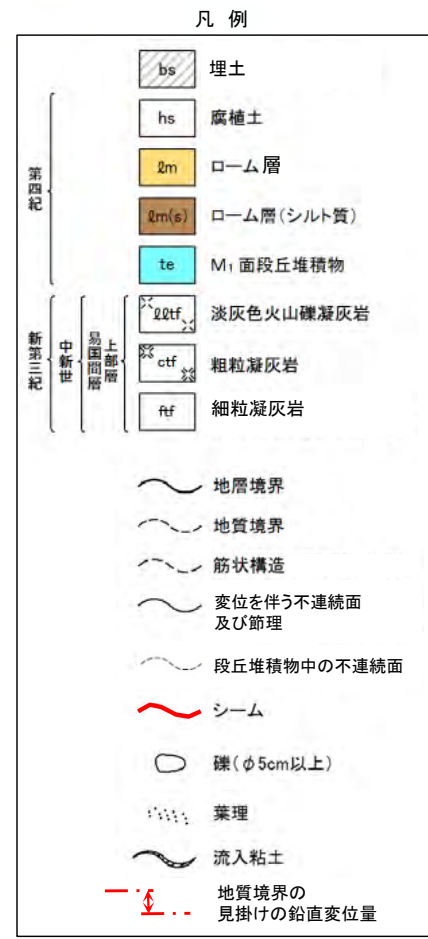 凡 例
bs 埋土
hs 腐植土
ℓm ローム層
ℓm(s) ローム層(シルト質)
te M₁面段丘堆積物
第四紀
ℓℓtf 淡灰色火山礫凝灰岩
ctf 粗粒凝灰岩
ftf 細粒凝灰岩
新第三紀
中新世
易国間層
上部層
地層境界
地質境界
筋状構造
変位を伴う不連続面
及び節理
段丘堆積物中の不連続面
シーム
礫(φ5cm以上)
葉理
流入粘土
地質境界の
見掛けの鉛直変位量